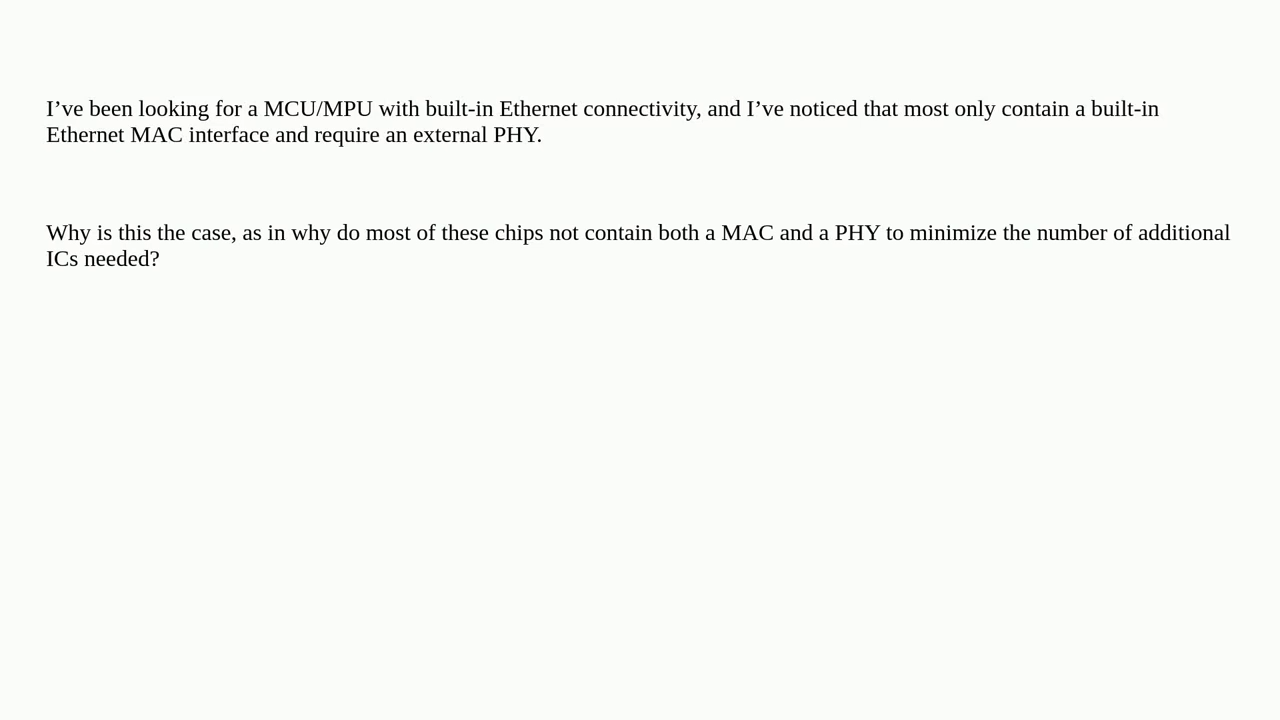 I’ve been looking for a MCU/MPU with built-in Ethernet connectivity, and I’ve noticed that most only contain a built-in
Ethernet MAC interface and require an external PHY.
Why is this the case, as in why do most of these chips not contain both a MAC and a PHY to minimize the number of additional
ICs needed?